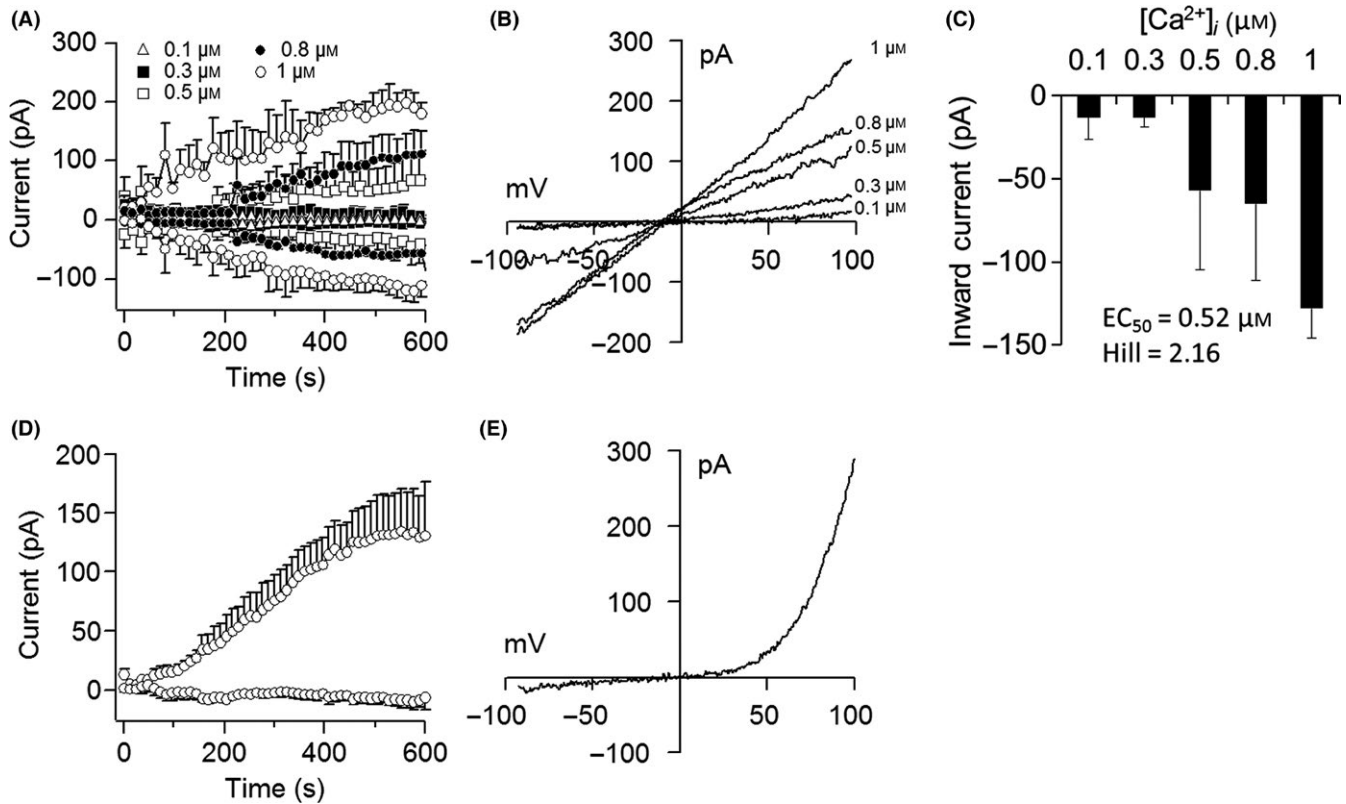 (A)
300
200
100
0
−100
Current (pA)
△ 0.1 μM
■ 0.3 μM
□ 0.5 μM
● 0.8 μM
○ 1 μM
0 200 400 600
Time (s)
(B)
300
200
100
−100
−200
pA
mV
−100 −50 50 100
1 μM
0.8 μM
0.5 μM
0.3 μM
0.1 μM
(C)
[Ca²⁺]i (μM)
0.1 0.3 0.5 0.8 1
0
−50
−100
−150
Inward current (pA)
EC₅₀ = 0.52 μM
Hill = 2.16
(D)
200
150
100
50
0
Current (pA)
0 200 400 600
Time (s)
(E)
300
200
100
−100
pA
mV
−100 −50 50 100